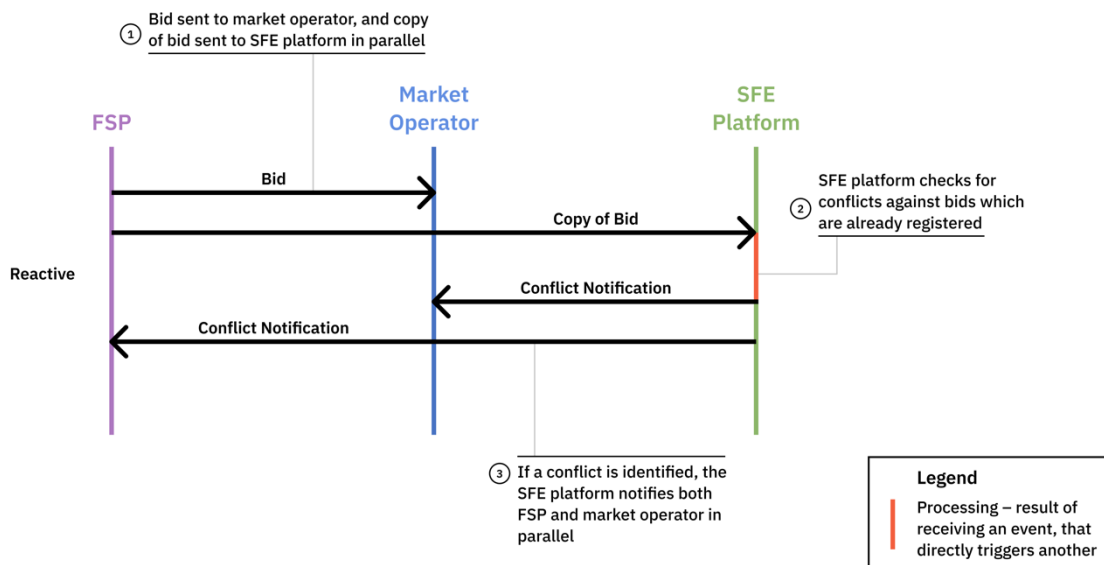 1
Bid sent to market operator, and copy
of bid sent to SFE platform in parallel
FSP
Market
Operator
SFE
Platform
Bid
Copy of Bid
2
SFE platform checks for
conflicts against bids which
are already registered
Reactive
Conflict Notification
Conflict Notification
3
If a conflict is identified, the
SFE platform notifies both
FSP and market operator in
parallel
Legend
Processing – result of
receiving an event, that
directly triggers another